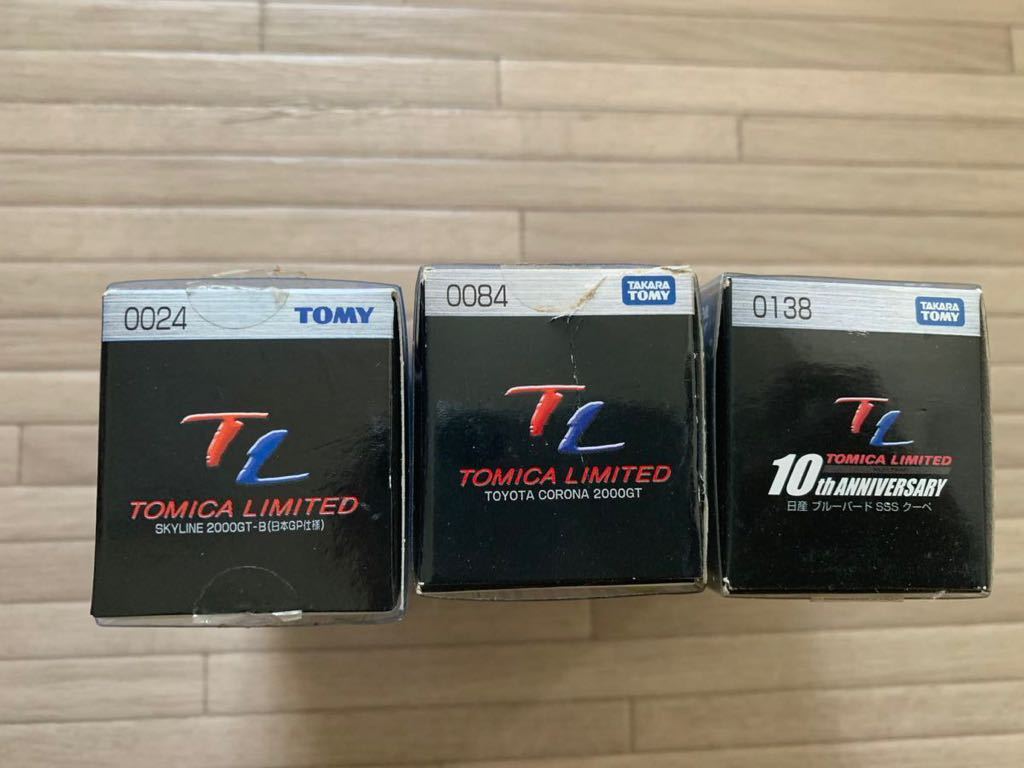 0024 TOMY
TL
TOMICA LIMITED
SKYLINE 2000GT-B(日本GP仕様)
0084 TAKARA TOMY
TL
TOMICA LIMITED
TOYOTA CORONA 2000GT
0138 TAKARA TOMY
TL
TOMICA LIMITED
10th ANNIVERSARY
日産 ブルーバード SSS クーペ